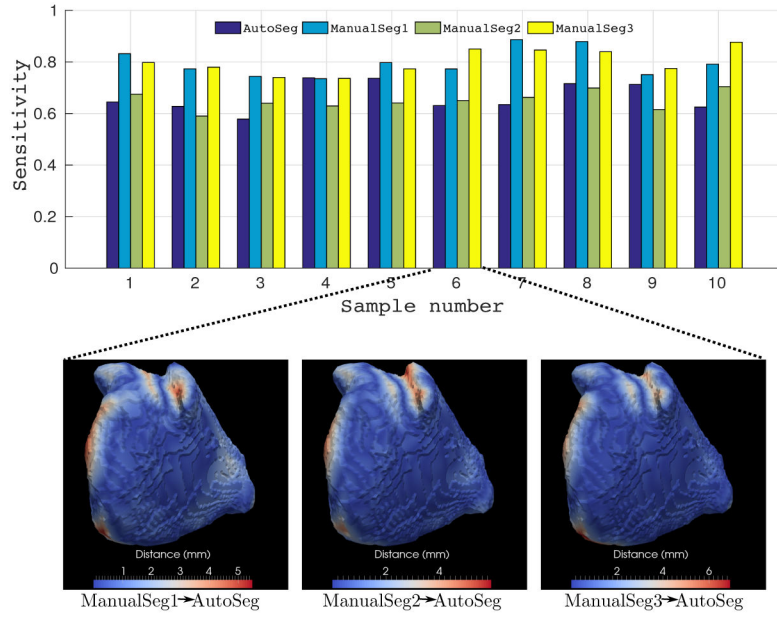 AutoSeg ManualSeg1 ManualSeg2 ManualSeg3
1
0.8
0.6
0.4
0.2
0
Sensitivity
1 2 3 4 5 6 7 8 9 10
Sample number
Distance (mm) Distance (mm) Distance (mm)
1 2 3 4 5 2 4 2 4 6
ManualSeg1→AutoSeg ManualSeg2→AutoSeg ManualSeg3→AutoSeg